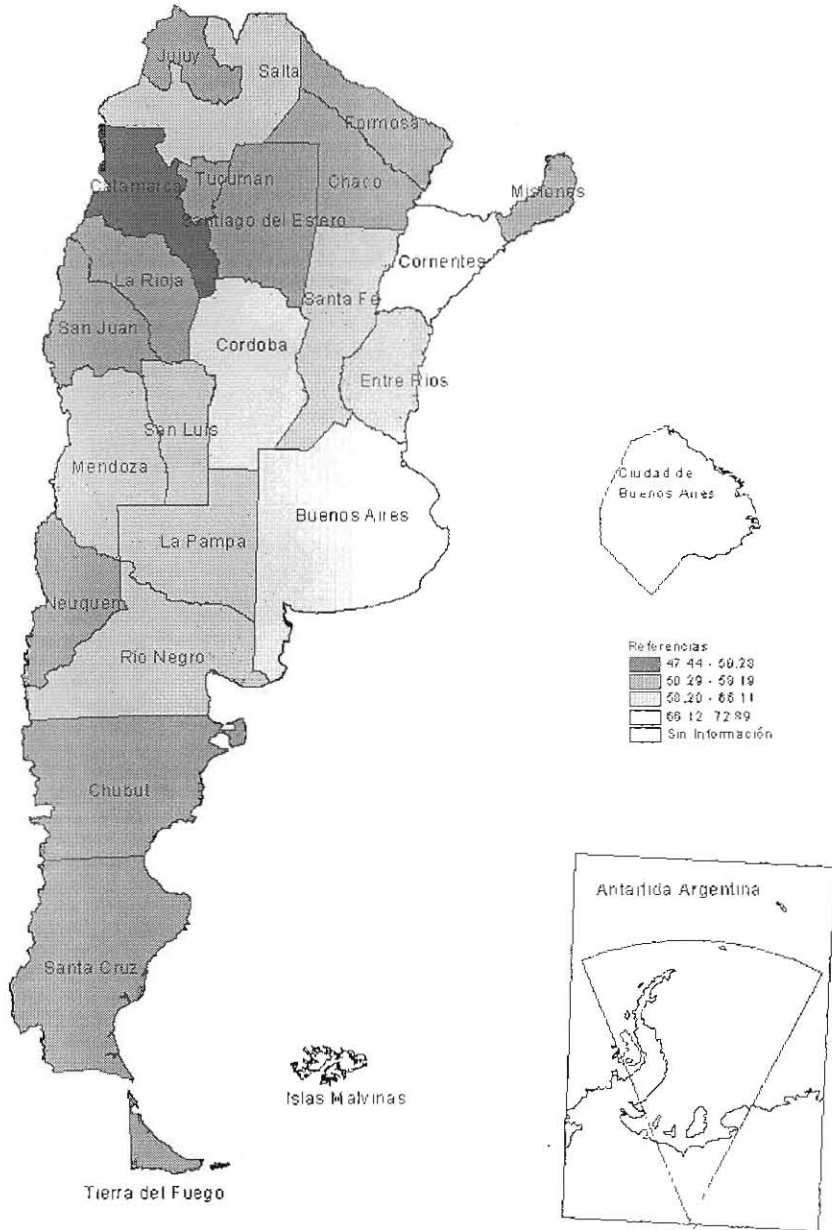 Jujuy
Salta
Formosa
Catamarca
Tucuman
Chaco
Misiones
Santiago del Estero
Corrientes
La Rioja
Santa Fe
San Juan
Cordoba
Entre Rios
San Luis
Mendoza
Ciudad de
Buenos Aires
Buenos Aires
La Pampa
Neuquen
Rio Negro
Referencias
47.44 - 50.28
50.29 - 58.19
58.20 - 66.11
66.12 - 72.89
Sin Información
Chubut
Antartida Argentina
Santa Cruz
Islas Malvinas
Tierra del Fuego